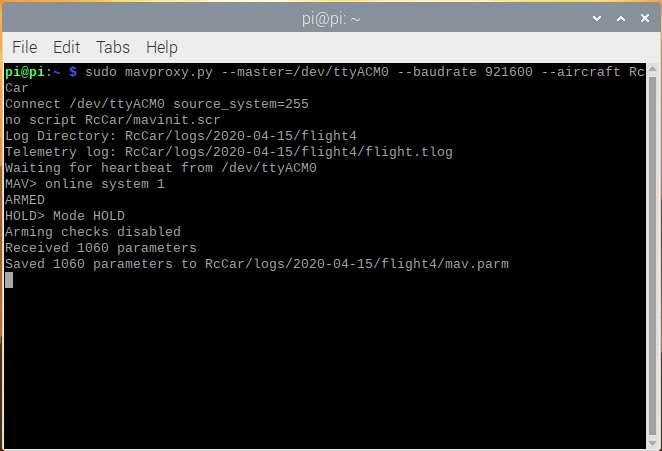 pi@pi: ~
File Edit Tabs Help
pi@pi:~ $ sudo mavproxy.py --master=/dev/ttyACM0 --baudrate 921600 --aircraft Rc
Car
Connect /dev/ttyACM0 source_system=255
no script RcCar/mavinit.scr
Log Directory: RcCar/logs/2020-04-15/flight4
Telemetry log: RcCar/logs/2020-04-15/flight4/flight.tlog
Waiting for heartbeat from /dev/ttyACM0
MAV> online system 1
ARMED
HOLD> Mode HOLD
Arming checks disabled
Received 1060 parameters
Saved 1060 parameters to RcCar/logs/2020-04-15/flight4/mav.parm